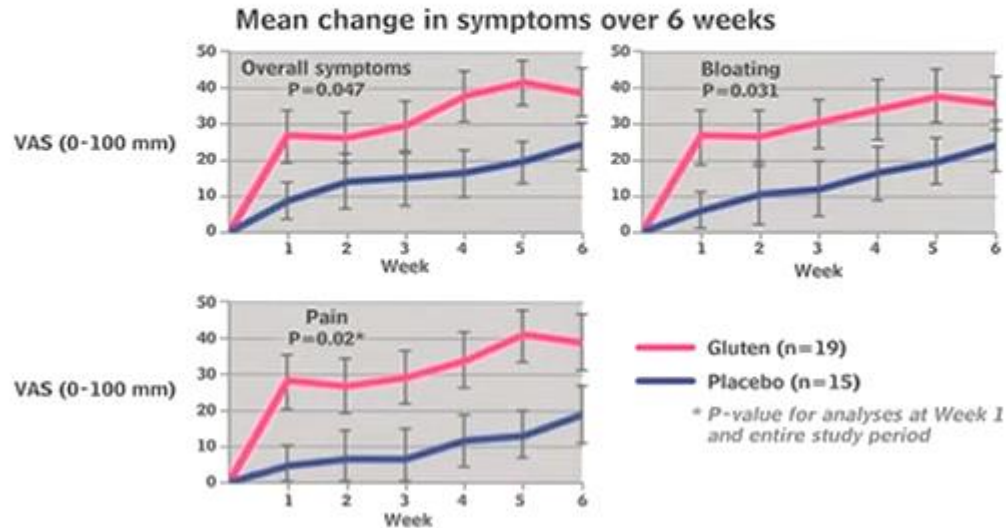 Mean change in symptoms over 6 weeks
50
40
30
20
10
0
Overall symptoms
P=0.047
VAS (0-100 mm)
1 2 3 4 5 6
Week
50
40
30
20
10
0
Bloating
P=0.031
1 2 3 4 5 6
Week
50
40
30
20
10
0
Pain
P=0.02*
VAS (0-100 mm)
1 2 3 4 5 6
Week
Gluten (n=19)
Placebo (n=15)
* P-value for analyses at Week 1
and entire study period